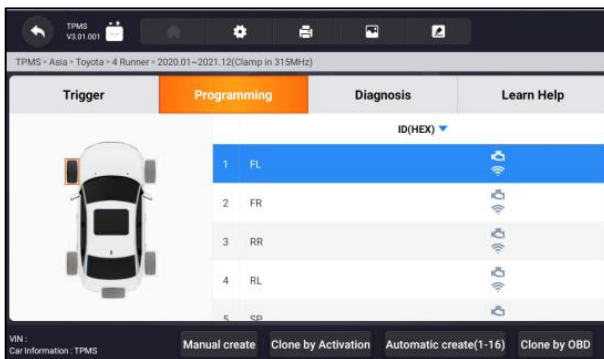 TPMS
V3.01.001
TPMS > Asia > Toyota > 4 Runner > 2020.01~2021.12(Clamp in 315MHz)
Trigger Programming Diagnosis Learn Help
ID(HEX)
1 FL
2 FR
3 RR
4 RL
5 SP
VIN :
Car Information : TPMS
Manual create Clone by Activation Automatic create(1-16) Clone by OBD